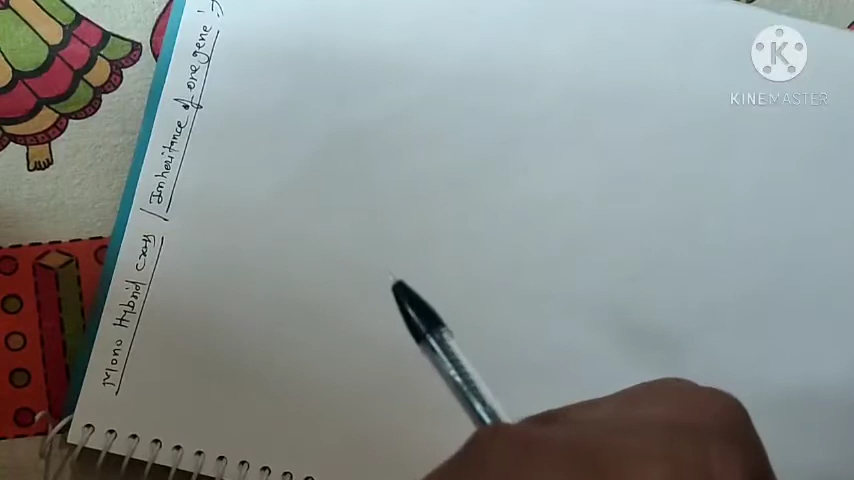 Mono Hybrid cross / Inheritance of one gene :→
KINEMASTER